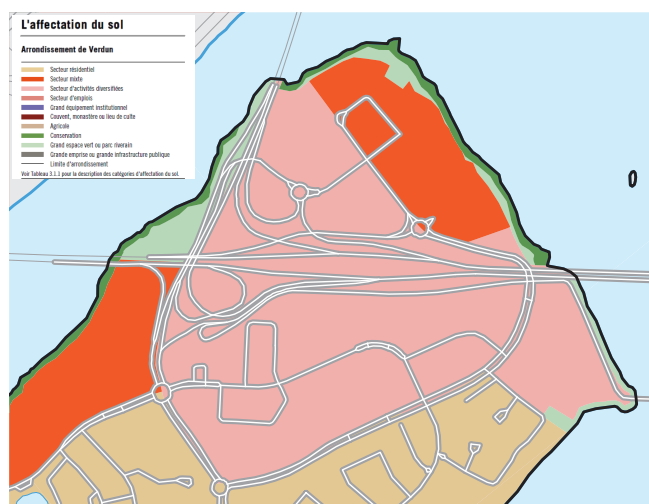 L'affectation du sol
Arrondissement de Verdun
Secteur résidentiel
Secteur mixte
Secteur d'activités diversifiées
Secteur d'emplois
Grand équipement institutionnel
Couvent, monastère ou lieu de culte
Agricole
Conservation
Grand espace vert ou parc riverain
Grande emprise ou grande infrastructure publique
Limite d'arrondissement
Voir Tableau 3.1.1 pour la description des catégories d'affectation du sol.